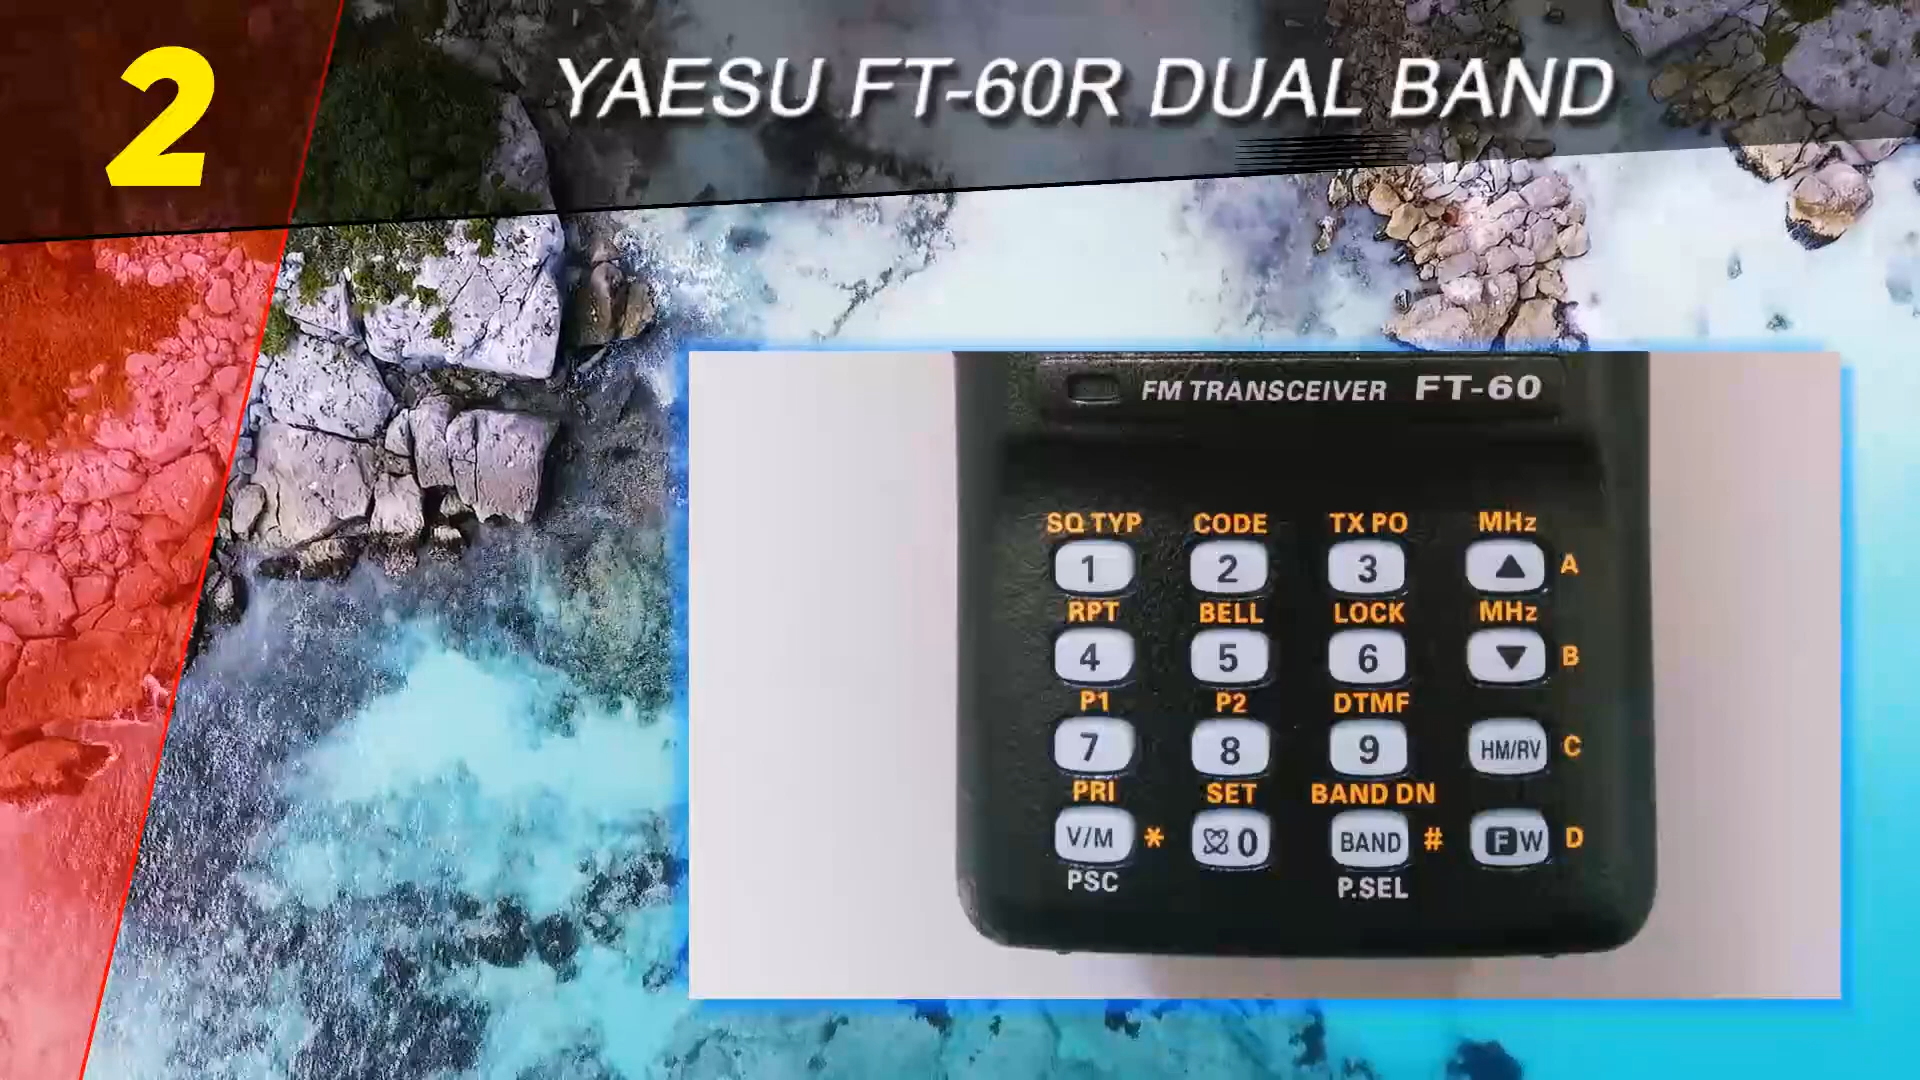 2
YAESU FT-60R DUAL BAND
FM TRANSCEIVER FT-60
SQ TYP CODE TX PO MHz
1 2 3 ▲ A
RPT BELL LOCK MHz
4 5 6 ▼ B
P1 P2 DTMF
7 8 9 HM/RV C
PRI SET BAND DN
V/M * 0 BAND # F W D
PSC P.SEL